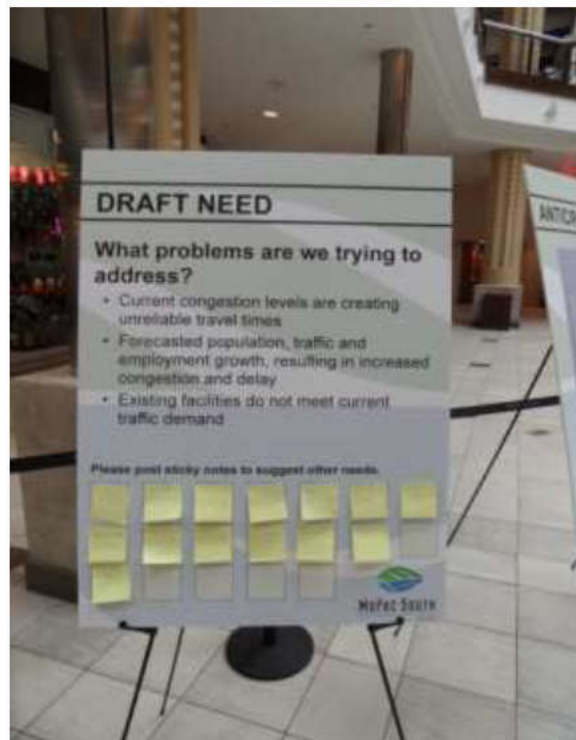 DRAFT NEED
What problems are we trying to
address?
• Current congestion levels are creating
unreliable travel times
• Forecasted population, traffic and
employment growth, resulting in increased
congestion and delay
• Existing facilities do not meet current
traffic demand
Please post sticky notes to suggest other needs.
MoPac South